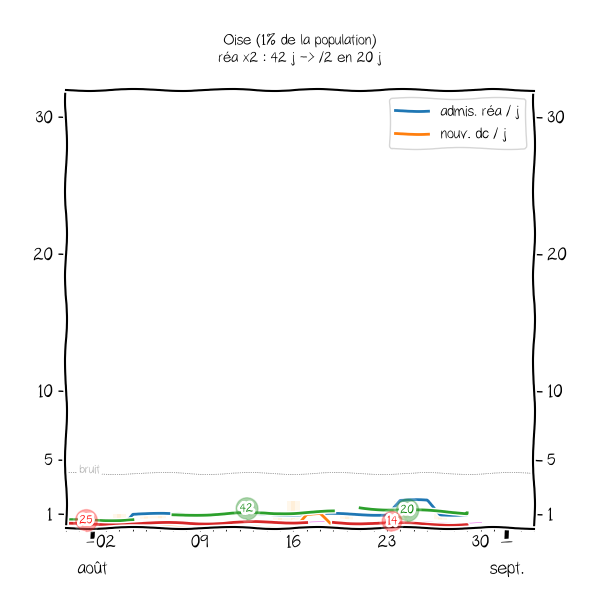 Oise (1% de la population)
réa x2 : 42 j -> /2 en 20 j
admis. réa / j
nouv. dc / j
30 30
20 20
10 10
5 5
bruit
1 1
25 42 14 20
02 09 16 23 30
août sept.